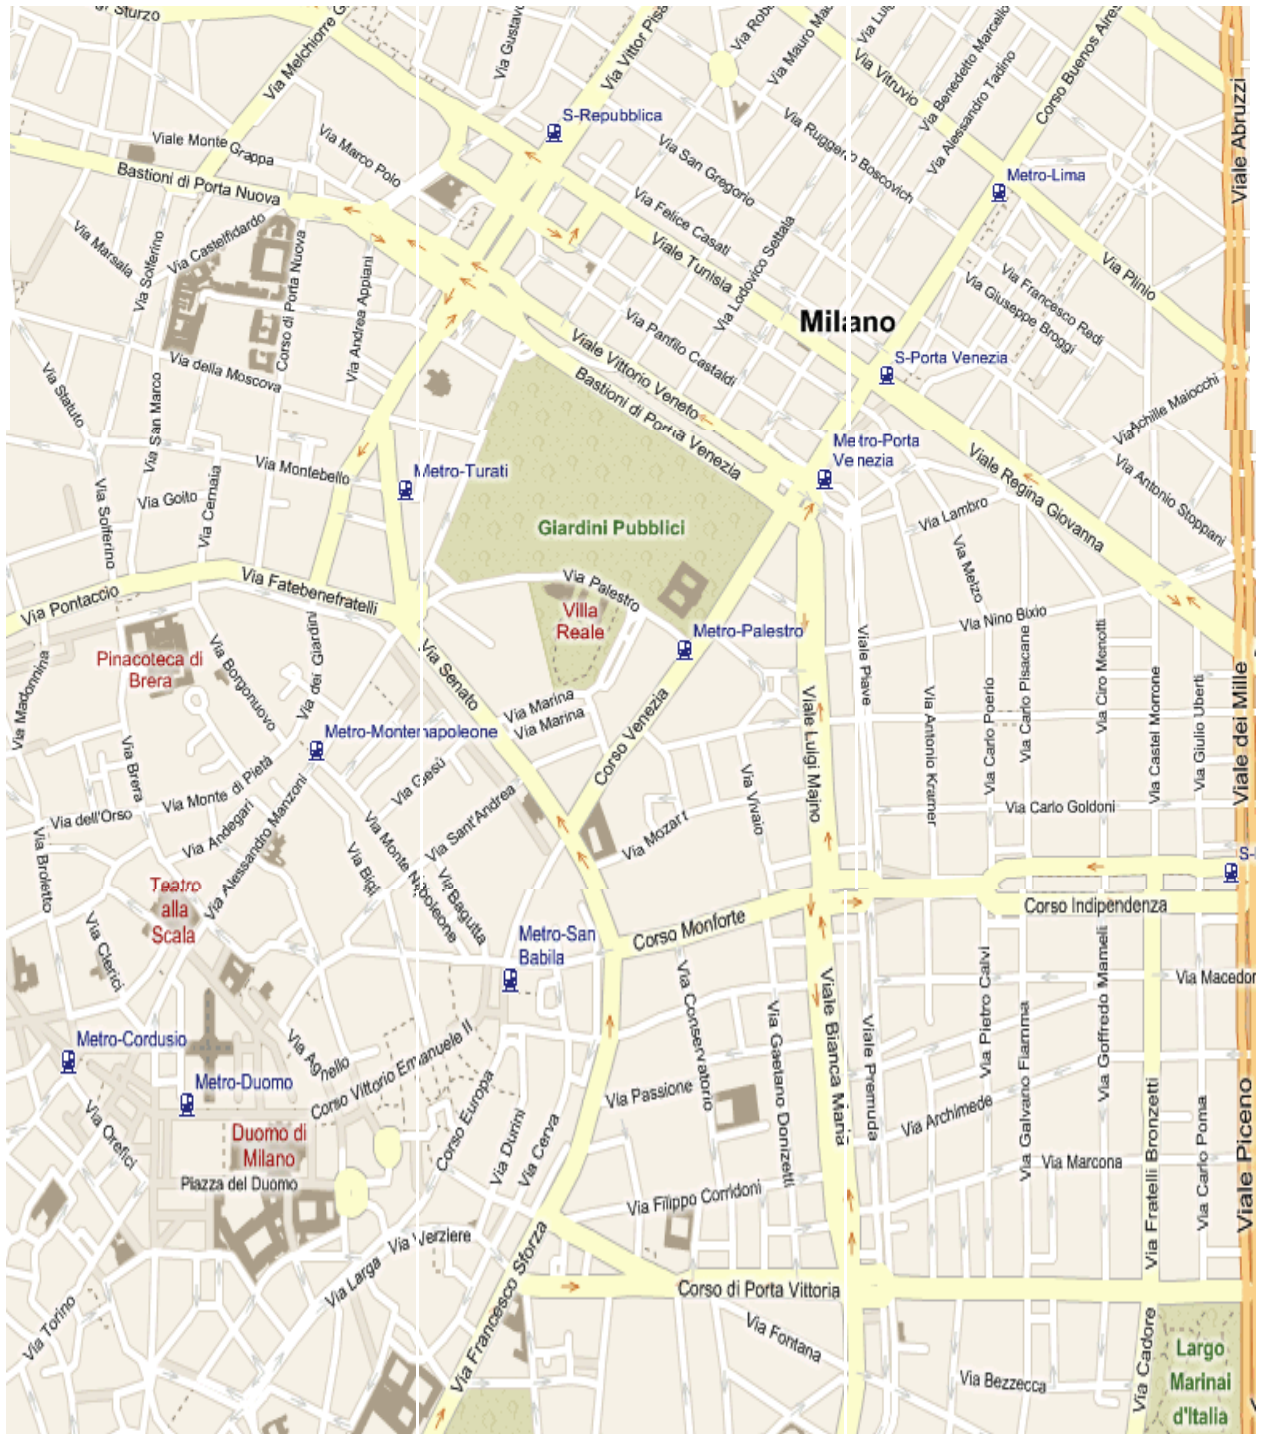 Sturzo
Via Melchiorre G
Via Gustavo
Via Vittor Pisa
Via Mauro Mac
Via Vitruvio
Via Benedetto Marcello
Via Alessandro Tadino
Corso Buenos Aires
Viale Abruzzi
S-Repubblica
Viale Monte Grappa
Via Marco Polo
Via San Gregorio
Via Ruggero Boscovich
Metro-Lima
Bastioni di Porta Nuova
Via Felice Casati
Via Marsala
Via Solferino
Via Castelfidardo
Corso di Porta Nuova
Via Andrea Appiani
Viale Tunisia
Via Lodovico Settala
Via Plinio
Via Francesco Redi
Via Giuseppe Broggi
Milano
Via Panfilo Castaldi
Viale Vittorio Veneto
Bastioni di Porta Venezia
S-Porta Venezia
Via Statuto
Via San Marco
Via della Moscova
Via Achille Maiocchi
Metro-Porta
Venezia
Viale Regina Giovanna
Via Antonio Stoppani
Via Montebello
Metro-Turati
Via Solferino
Via Goito
Via Cernaia
Giardini Pubblici
Via Lambro
Via Melzo
Via Pontaccio
Via Fatebenefratelli
Via Palestro
Villa
Reale
Metro-Palestro
Via Nino Bixio
Pinacoteca di
Brera
Via Madonnina
Via Borgonuovo
Via dei Giardini
Via Senato
Via Marina
Via Marina
Corso Venezia
Viale Luigi Majno
Viale Piave
Via Antonio Kramer
Via Carlo Poerio
Via Carlo Pisacane
Via Ciro Menotti
Via Castel Morrone
Via Giulio Uberti
Viale dei Mille
Metro-Montenapoleone
Via Brera
Via Monte di Pietà
Via dell'Orso
Via Andegari
Via Alessandro Manzoni
Via Gesù
Via Sant'Andrea
Via Mozart
Via Vivaio
Via Carlo Goldoni
Via Broletto
Via Bigli
Via Monte Napoleone
Via Bagutta
S-
Teatro
alla
Scala
Via Clerici
Corso Monforte
Corso Indipendenza
Metro-San
Babila
Via Macedon
Via Conservatorio
Via Gaetano Donizetti
Viale Bianca Maria
Viale Premuda
Via Pietro Calvi
Via Galvano Fiamma
Via Goffredo Mameli
Metro-Cordusio
Metro-Duomo
Via Agnello
Corso Vittorio Emanuele II
Via Passione
Via Archimede
Via Orefici
Corso Europa
Via Durini
Via Cerva
Duomo di
Milano
Piazza del Duomo
Via Marcona
Via Fratelli Bronzetti
Via Carlo Poma
Viale Piceno
Via Filippo Corridoni
Via Verziere
Via Larga
Via Francesco Sforza
Corso di Porta Vittoria
Via Torino
Via Fontana
Via Bezzecca
Via Cadore
Largo
Marinai
d'Italia